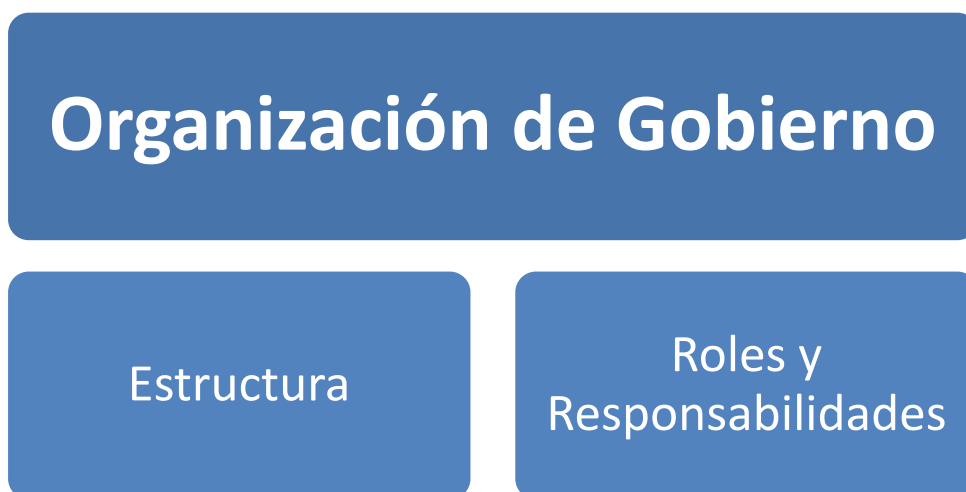 Organización de Gobierno
Estructura
Roles y
Responsabilidades